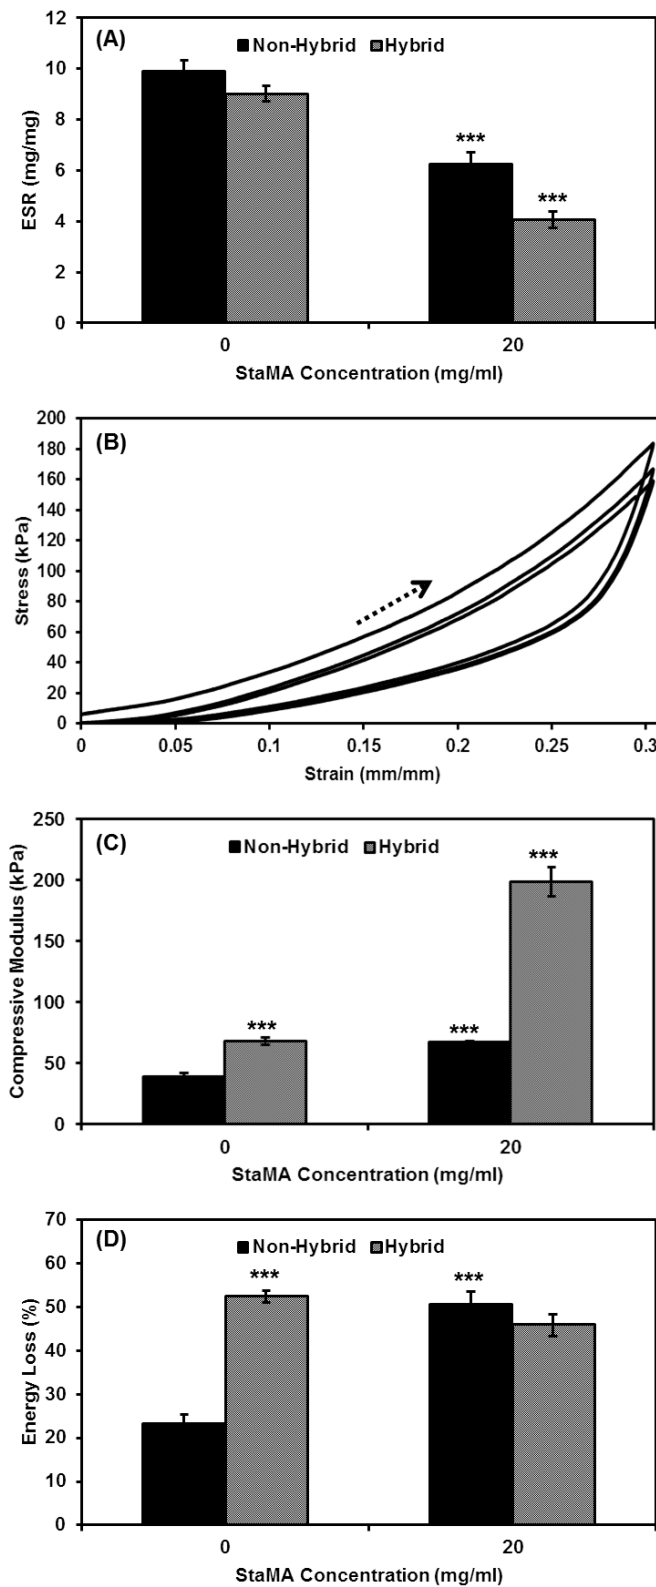 (A)
Non-Hybrid Hybrid
12
10
8
6
4
2
0
ESR (mg/mg)
***
***
0 20
StaMA Concentration (mg/ml)
(B)
200
180
160
140
120
100
80
60
40
20
0
Stress (kPa)
0 0.05 0.1 0.15 0.2 0.25 0.3
Strain (mm/mm)
(C)
Non-Hybrid Hybrid
250
200
150
100
50
0
Compressive Modulus (kPa)
***
***
***
0 20
StaMA Concentration (mg/ml)
(D)
Non-Hybrid Hybrid
70
60
50
40
30
20
10
0
Energy Loss (%)
***
***
0 20
StaMA Concentration (mg/ml)